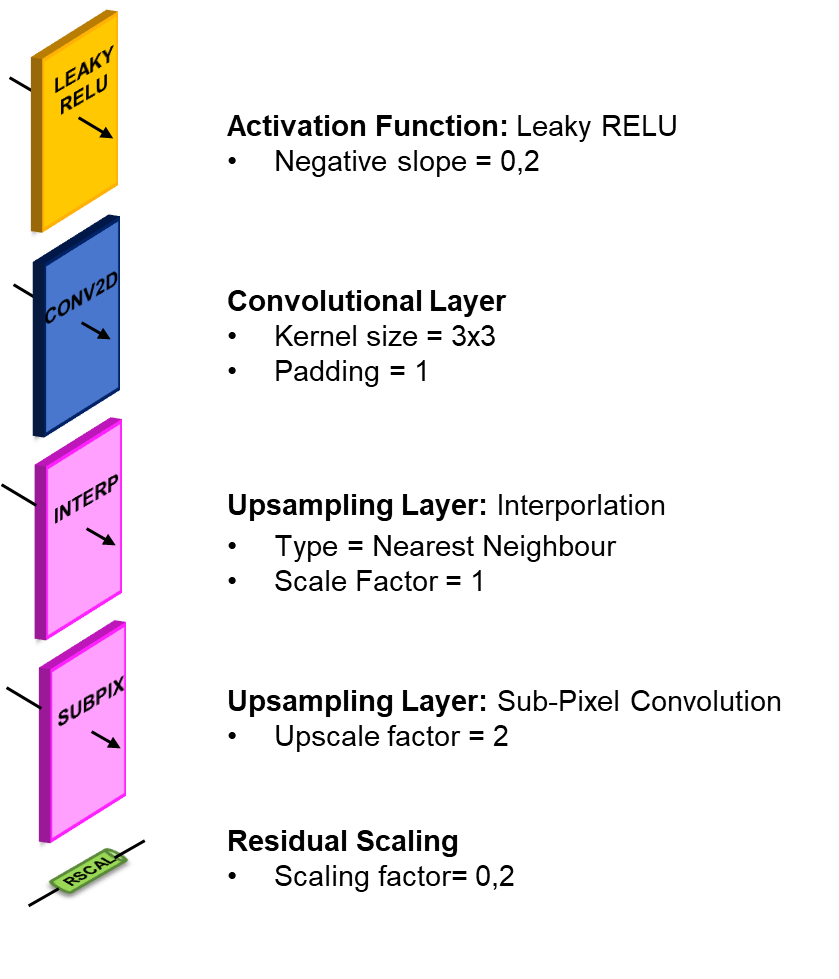 LEAKY
RELU
Activation Function: Leaky RELU
• Negative slope = 0,2
CONV2D
Convolutional Layer
• Kernel size = 3x3
• Padding = 1
INTERP
Upsampling Layer: Interporlation
• Type = Nearest Neighbour
• Scale Factor = 1
SUBPIX
Upsampling Layer: Sub-Pixel Convolution
• Upscale factor = 2
RSCAL
Residual Scaling
• Scaling factor= 0,2